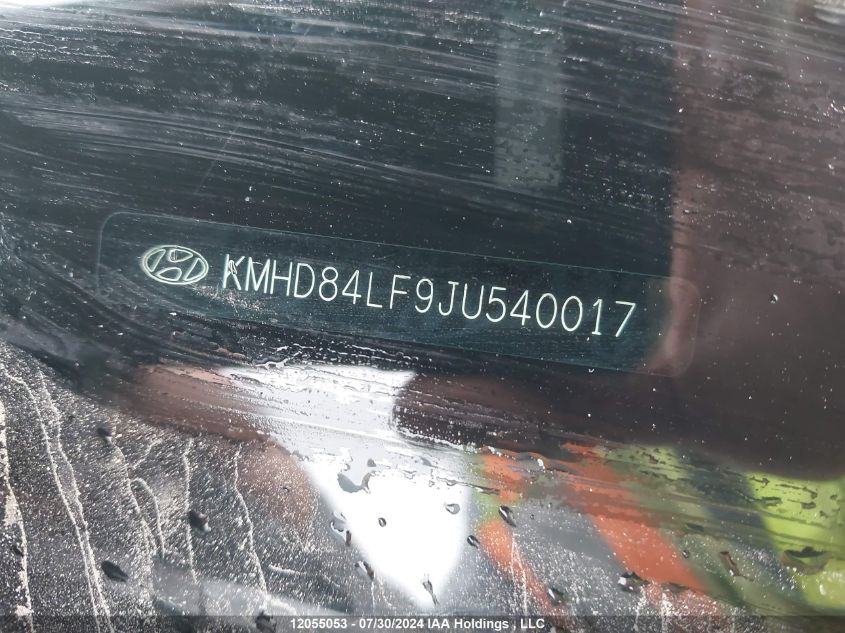 KMHD84LF9JU540017
12055053 - 07/30/2024 IAA Holdings , LLC